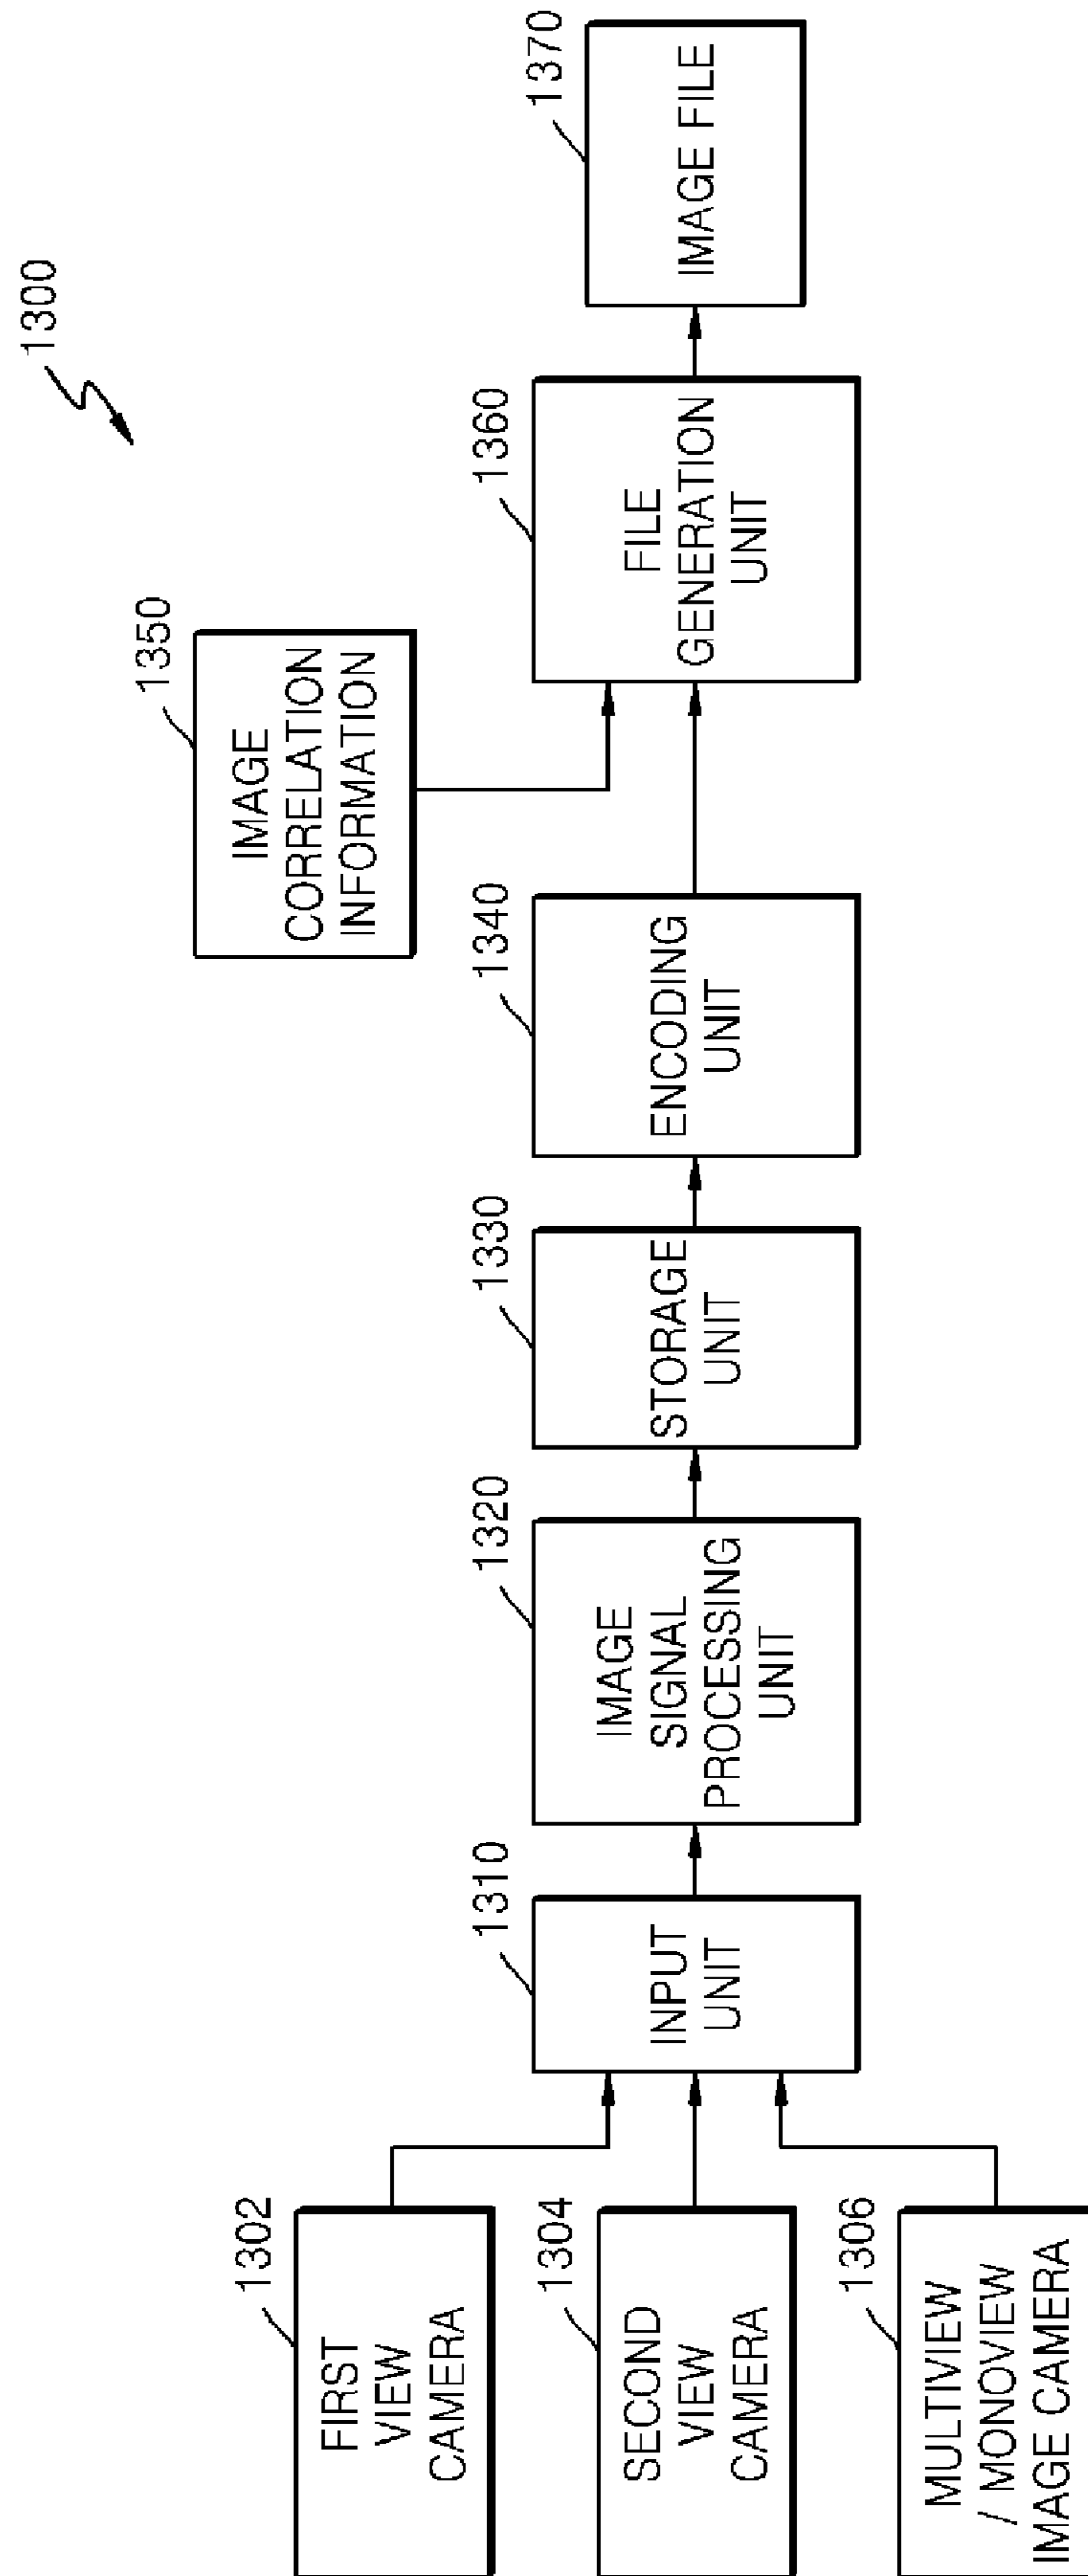 1300
1302
FIRST
VIEW
CAMERA
1304
SECOND
VIEW
CAMERA
1306
MULTIVIEW
/ MONOVIEW
IMAGE CAMERA
1310
INPUT
UNIT
1320
IMAGE
SIGNAL
PROCESSING
UNIT
1330
STORAGE
UNIT
1340
ENCODING
UNIT
1350
IMAGE
CORRELATION
INFORMATION
1360
FILE
GENERATION
UNIT
1370
IMAGE FILE